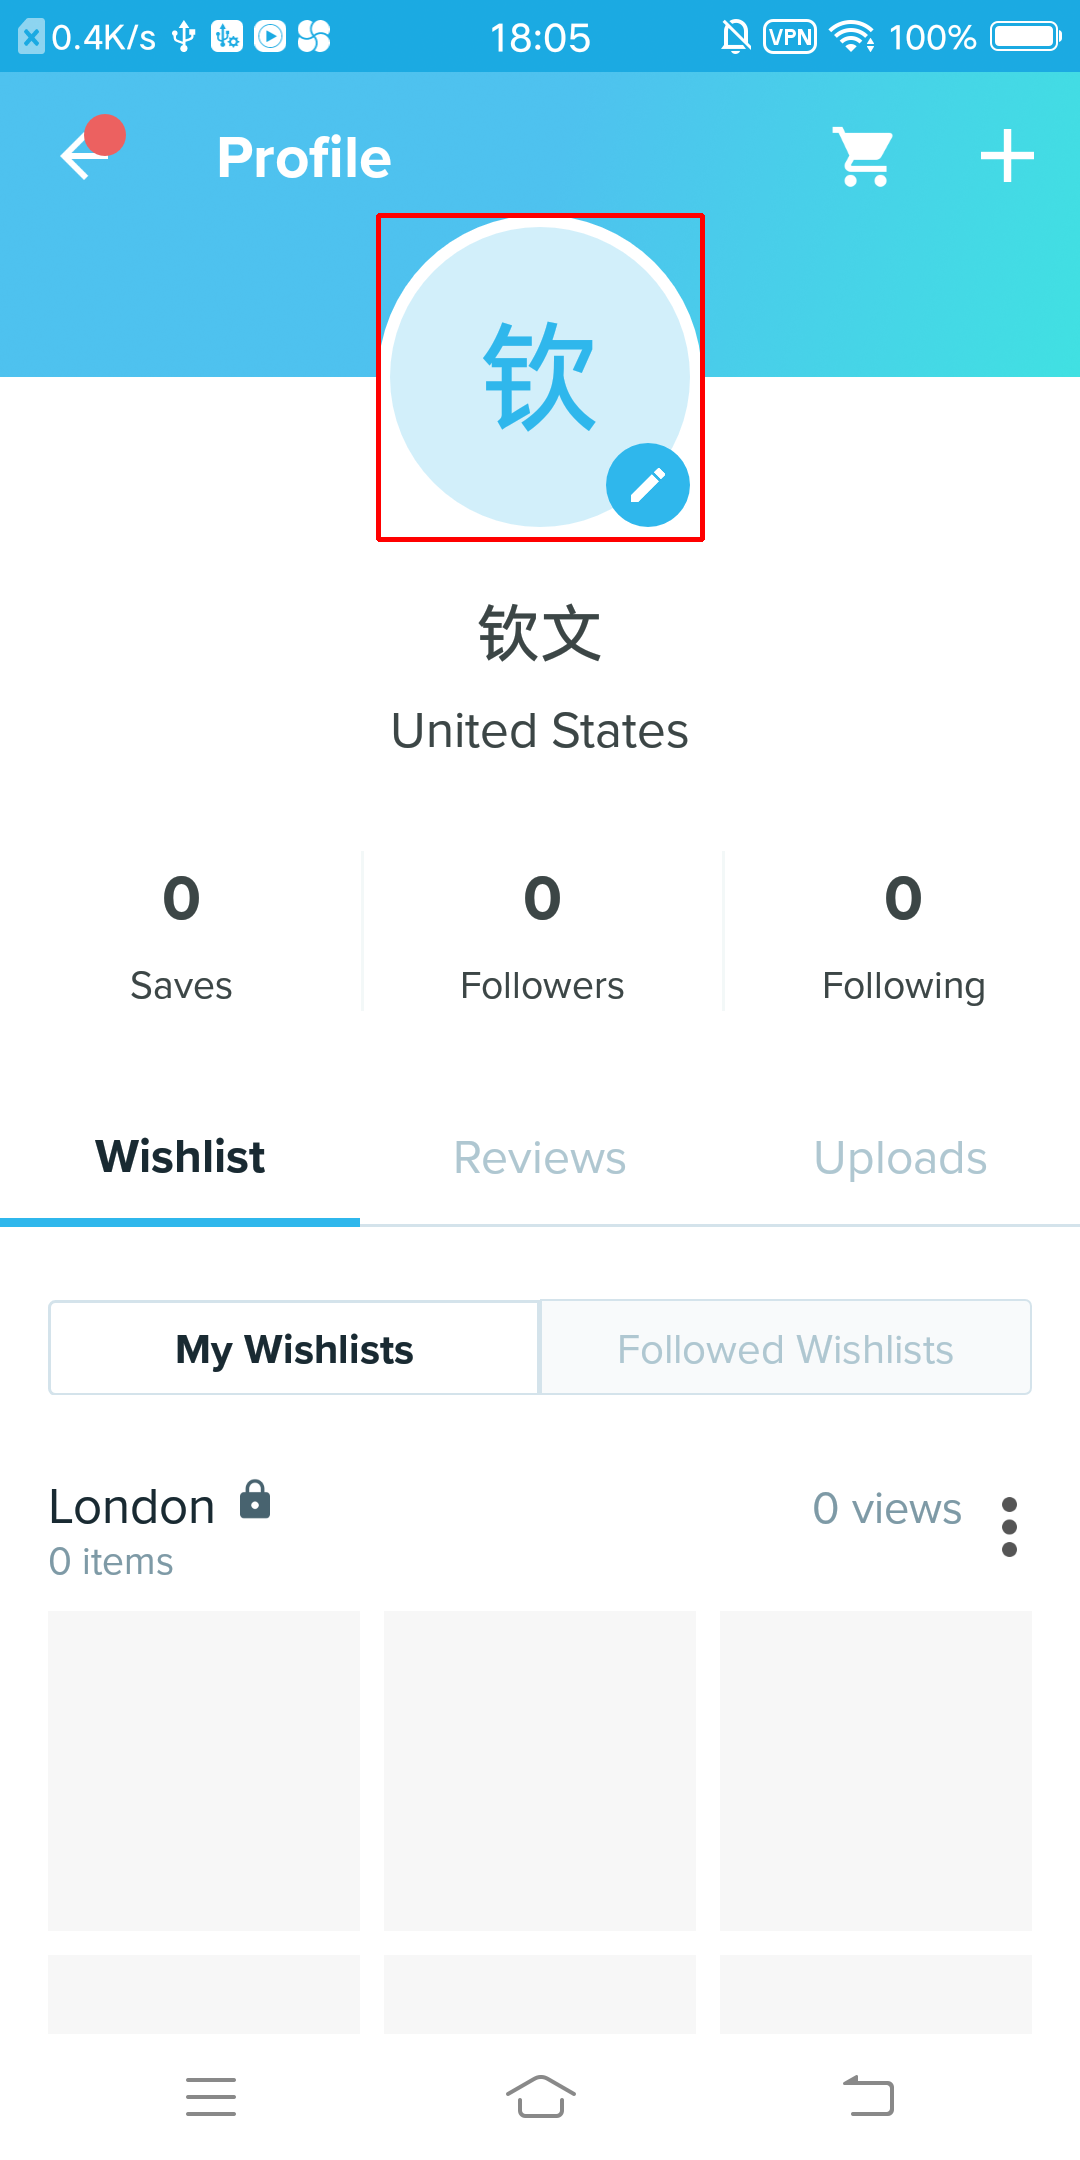 0.4K/s 18:05 VPN 100%
Profile
钦
钦文
United States
0 0 0
Saves Followers Following
Wishlist Reviews Uploads
My Wishlists Followed Wishlists
London 0 views
0 items